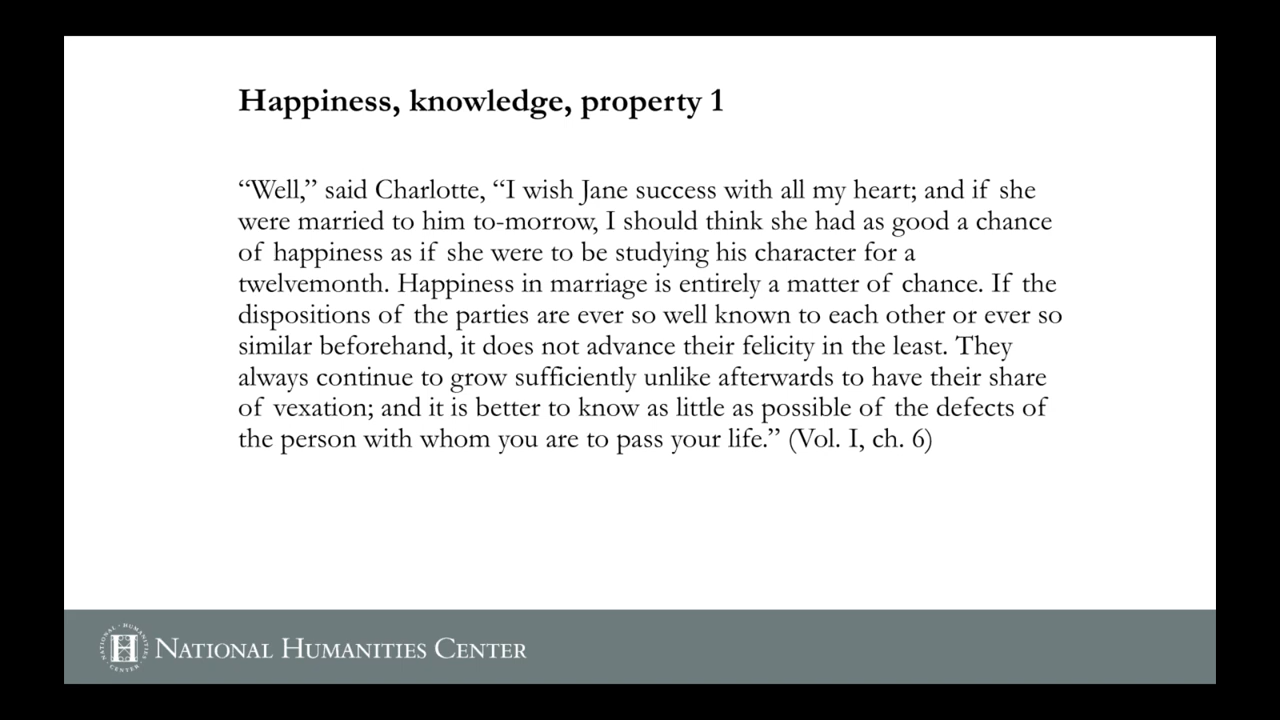 Happiness, knowledge, property 1
“Well,” said Charlotte, “I wish Jane success with all my heart; and if she
were married to him to-morrow, I should think she had as good a chance
of happiness as if she were to be studying his character for a
twelvemonth. Happiness in marriage is entirely a matter of chance. If the
dispositions of the parties are ever so well known to each other or ever so
similar beforehand, it does not advance their felicity in the least. They
always continue to grow sufficiently unlike afterwards to have their share
of vexation; and it is better to know as little as possible of the defects of
the person with whom you are to pass your life.” (Vol. I, ch. 6)
NATIONAL · HUMANITIES · CENTER ·
H
NATIONAL HUMANITIES CENTER